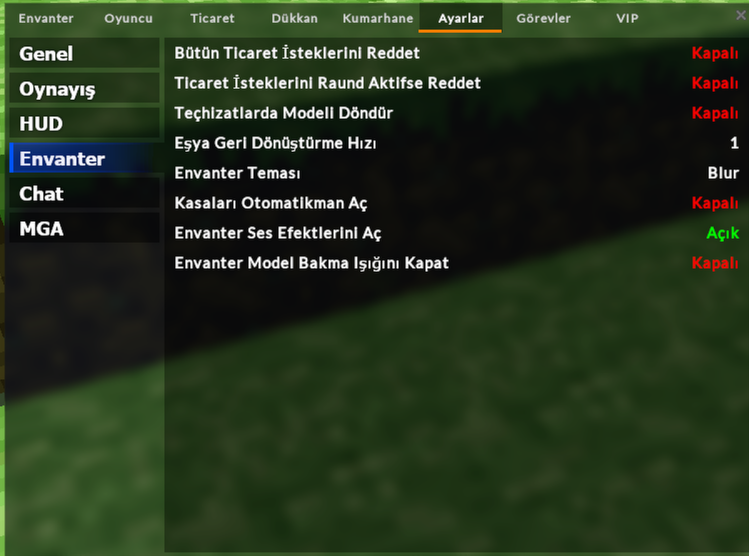 Envanter Oyuncu Ticaret Dükkan Kumarhane Ayarlar Görevler VIP ×
Genel
Oynayış
HUD
Envanter
Chat
MGA
Bütün Ticaret İsteklerini Reddet Kapalı
Ticaret İsteklerini Raund Aktifse Reddet Kapalı
Teçhizatlarda Modeli Döndür Kapalı
Eşya Geri Dönüştürme Hızı 1
Envanter Teması Blur
Kasaları Otomatikman Aç Kapalı
Envanter Ses Efektlerini Aç Açık
Envanter Model Bakma Işığını Kapat Kapalı